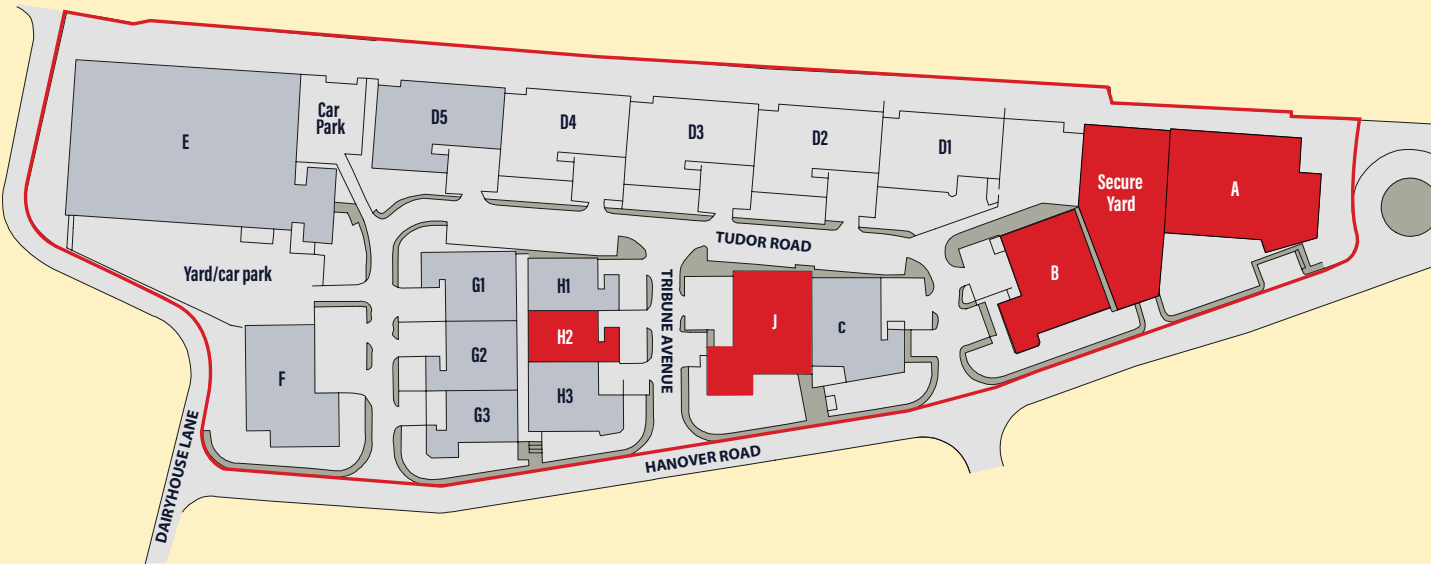 E
Car
Park
D5
D4
D3
D2
D1
Secure
Yard
A
TUDOR ROAD
Yard/car park
G1
H1
TRIBUNE AVENUE
B
J
C
H2
G2
F
H3
G3
HANOVER ROAD
DAIRYHOUSE LANE